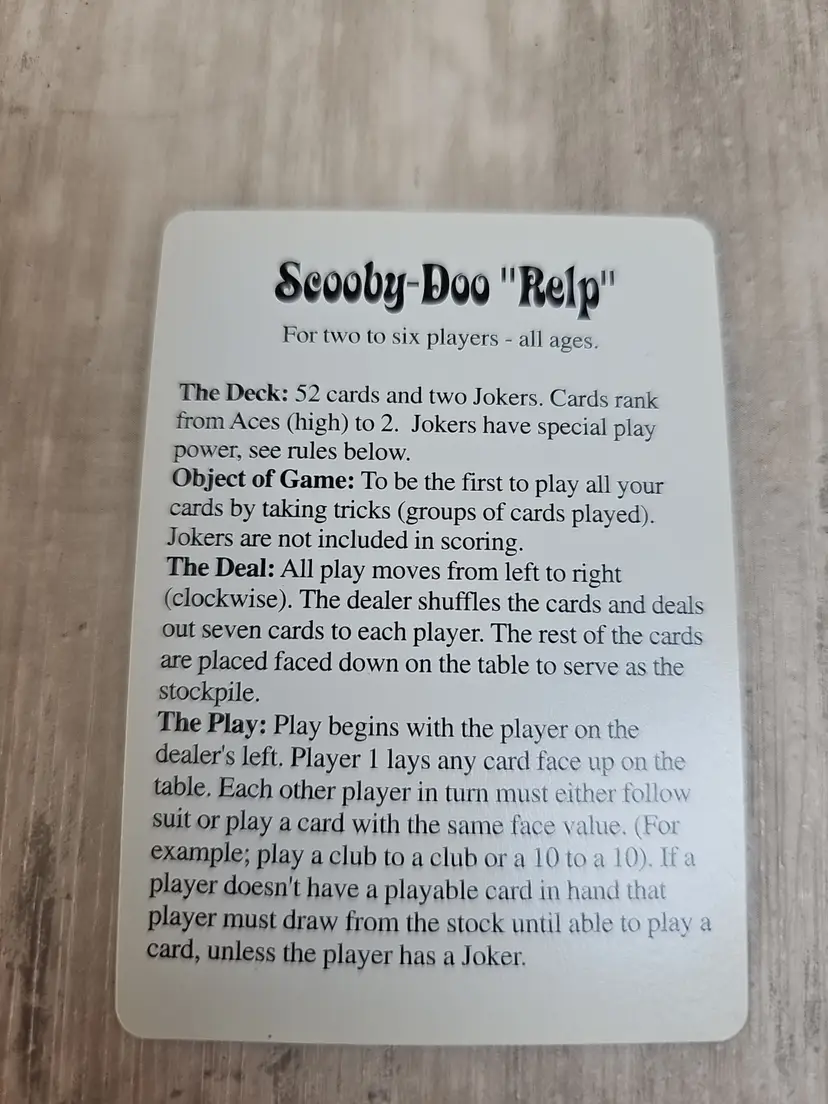 Scooby-Doo "Relp"
For two to six players - all ages.
The Deck: 52 cards and two Jokers. Cards rank
from Aces (high) to 2. Jokers have special play
power, see rules below.
Object of Game: To be the first to play all your
cards by taking tricks (groups of cards played).
Jokers are not included in scoring.
The Deal: All play moves from left to right
(clockwise). The dealer shuffles the cards and deals
out seven cards to each player. The rest of the cards
are placed faced down on the table to serve as the
stockpile.
The Play: Play begins with the player on the
dealer's left. Player 1 lays any card face up on the
table. Each other player in turn must either follow
suit or play a card with the same face value. (For
example; play a club to a club or a 10 to a 10). If a
player doesn't have a playable card in hand that
player must draw from the stock until able to play a
card, unless the player has a Joker.